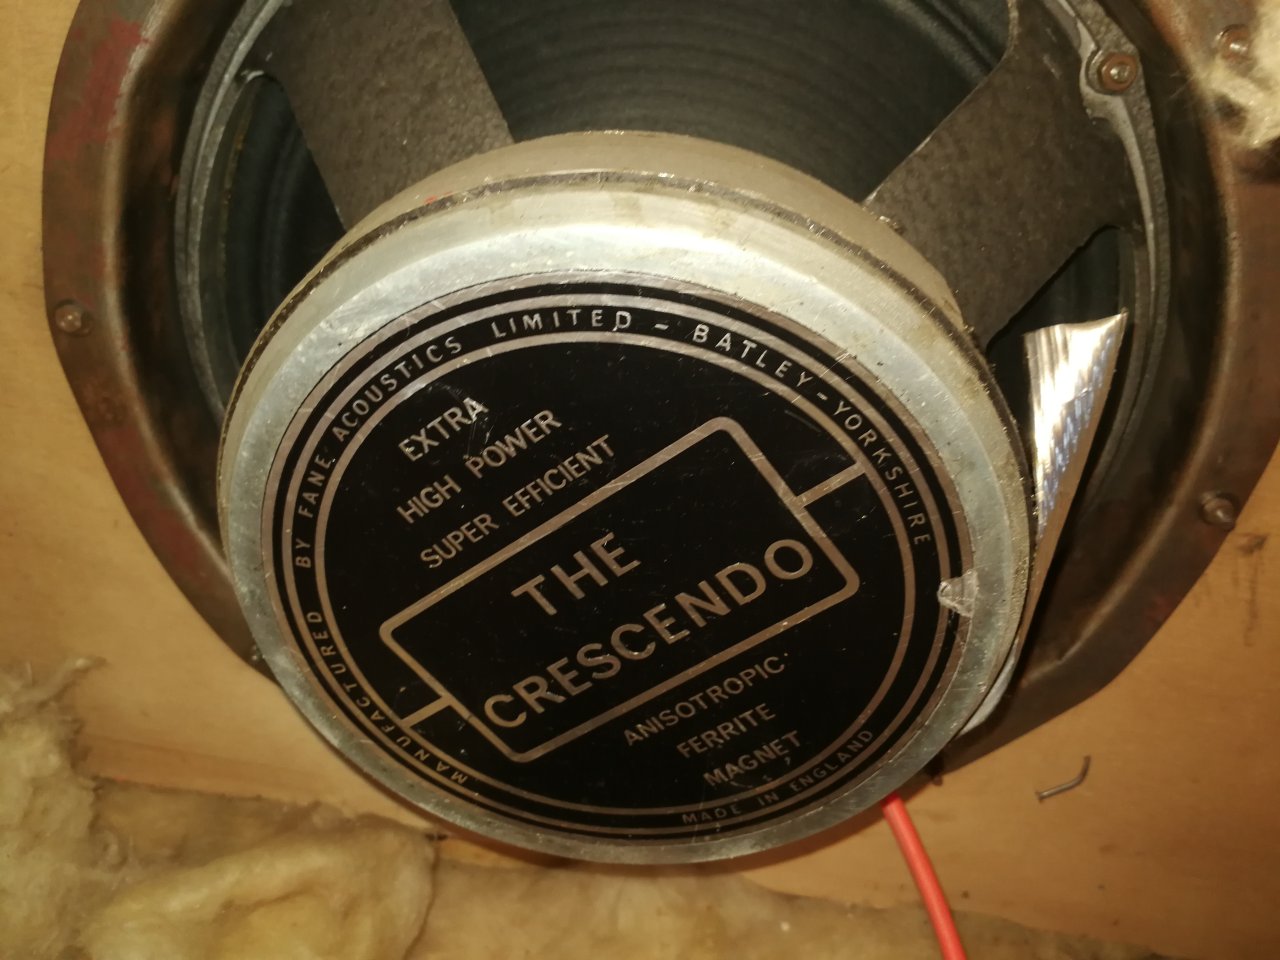 MANUFACTURED BY FANE ACOUSTICS LIMITED - BATLEY - YORKSHIRE
EXTRA
HIGH POWER
SUPER EFFICIENT
THE
CRESCENDO
ANISOTROPIC
FERRITE
MAGNET
MADE IN ENGLAND